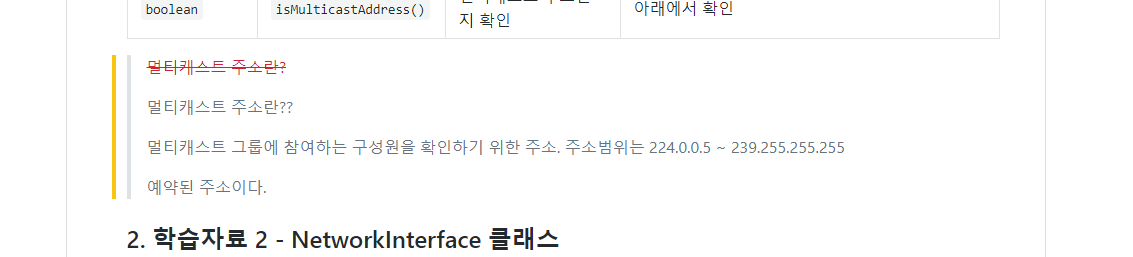 boolean
isMulticastAddress()
지 확인
아래에서 확인
멀티캐스트 주소란?
멀티캐스트 주소란??
멀티캐스트 그룹에 참여하는 구성원을 확인하기 위한 주소. 주소범위는 224.0.0.5 ~ 239.255.255.255
예약된 주소이다.
2. 학습자료 2 - NetworkInterface 클래스